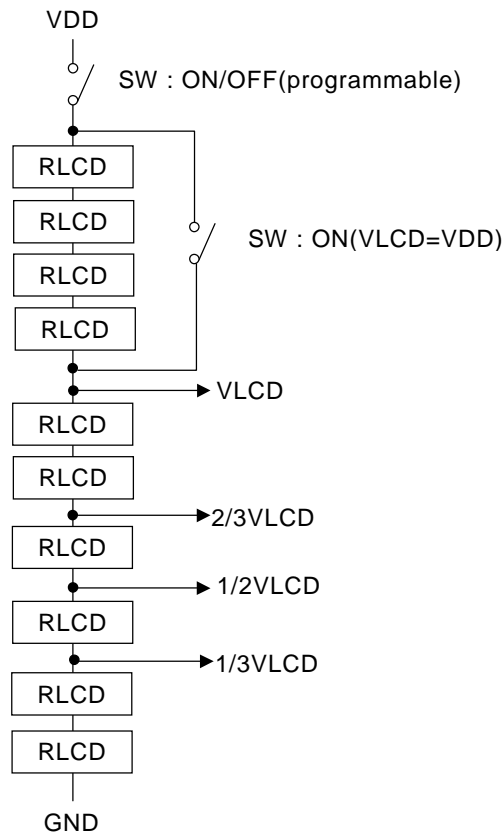 VDD
SW : ON/OFF(programmable)
RLCD
RLCD
SW : ON(VLCD=VDD)
RLCD
RLCD
VLCD
RLCD
RLCD
2/3VLCD
RLCD
1/2VLCD
RLCD
1/3VLCD
RLCD
RLCD
GND